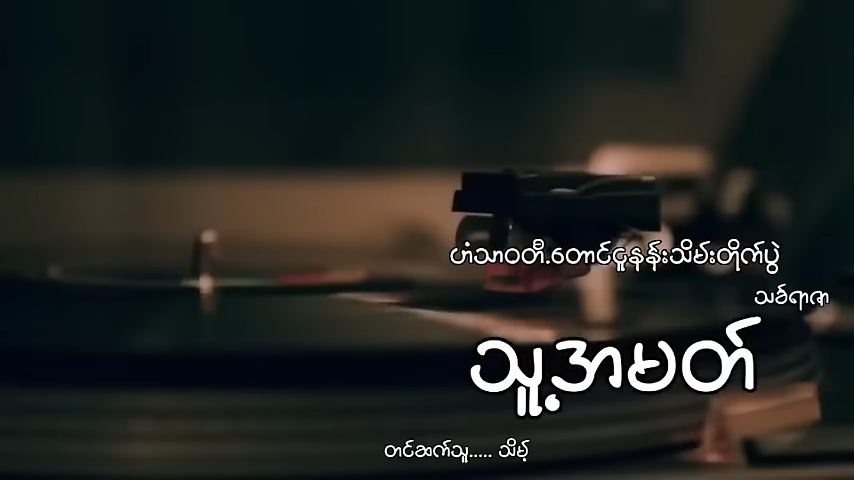 ဟံသာဝတီ.တောင်ငူနန်းသိမ်းတိုက်ပွဲ
သခ်ရာဇာ
သူ့အမတ်
တင်ဆက်သူ..... သိမ့်